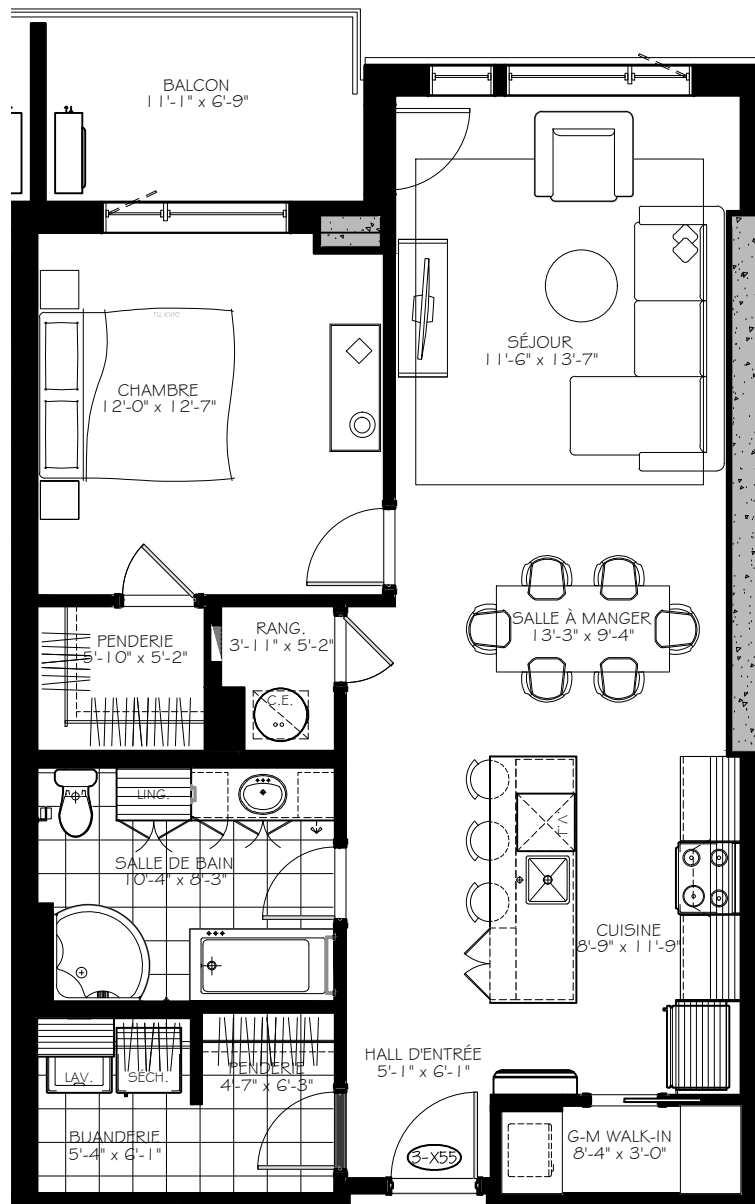 BALCON
11'-1" x 6'-9"
SÉJOUR
11'-6" x 13'-7"
CHAMBRE
12'-0" x 12'-7"
PENDERIE
5'-10" x 5'-2"
RANG.
3'-11" x 5'-2"
C.E.
SALLE À MANGER
13'-3" x 9'-4"
LING.
SALLE DE BAIN
10'-4" x 8'-3"
L.V.
CUISINE
8'-9" x 11'-9"
HALL D'ENTRÉE
5'-1" x 6'-1"
PENDERIE
4'-7" x 6'-3"
LAV.
SÉCH.
BUANDERIE
5'-4" x 6'-1"
3-X55
G-M WALK-IN
8'-4" x 3'-0"